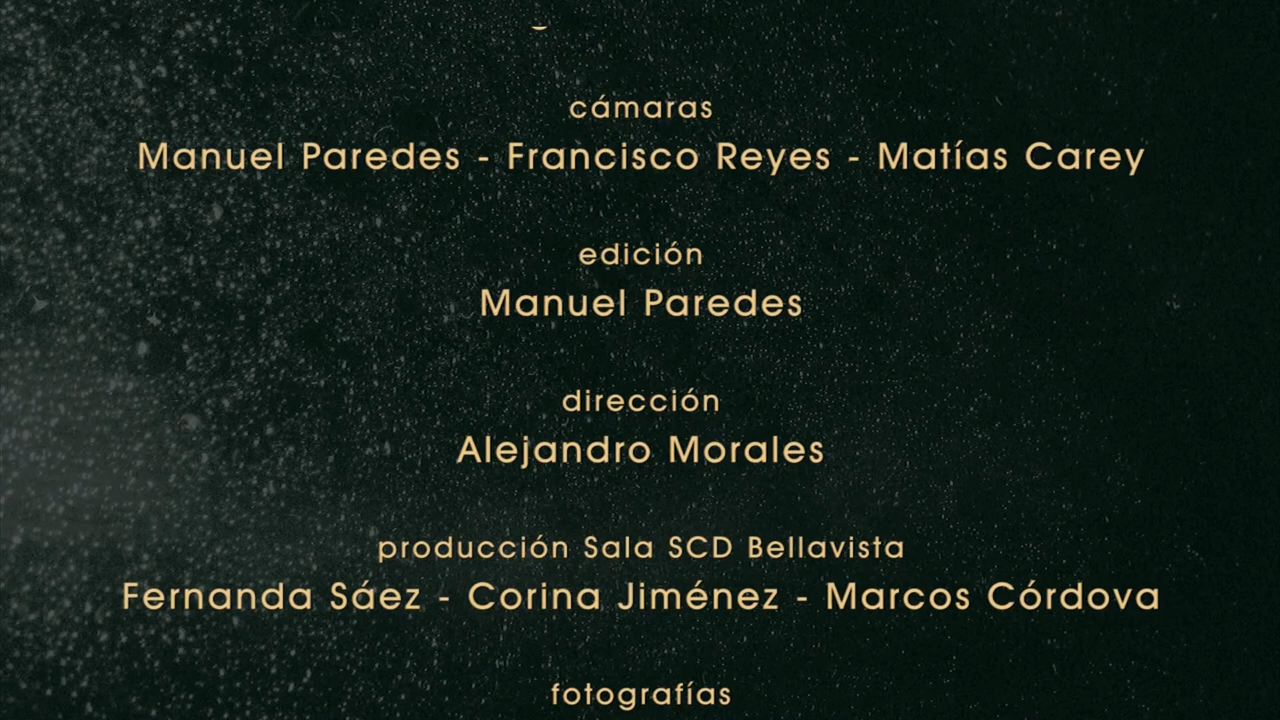 cámaras
Manuel Paredes - Francisco Reyes - Matías Carey
edición
Manuel Paredes
dirección
Alejandro Morales
producción Sala SCD Bellavista
Fernanda Sáez - Corina Jiménez - Marcos Córdova
fotografías